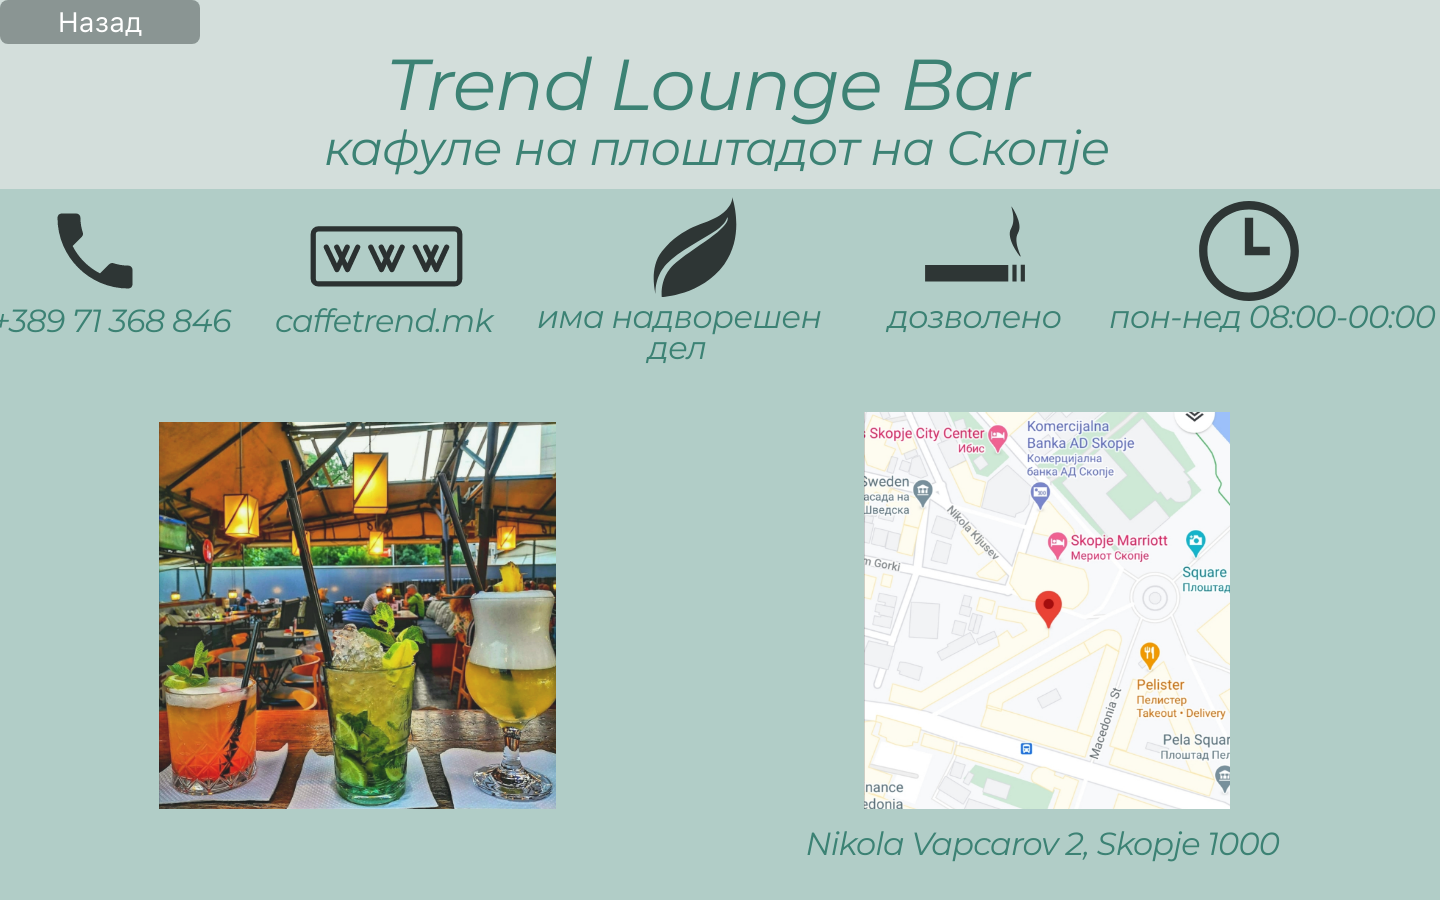 Назад
Trend Lounge Bar
кафуле на плоштадот на Скопје
www
+389 71 368 846
caffetrend.mk
има надворешен
дел
дозволено
пон-нед 08:00-00:00
Skopje City Center
Ибис
Komercijalna
Banka AD Skopje
Комерцијална
банка АД Скопје
Sweden
асада на
Шведска
Nikola Kljusev
Skopje Marriott
Мериот Скопје
m Gorki
Square
Плоштад
Pelister
Пелистер
Takeout • Delivery
Macedonia St
Pela Squar
Плоштад Пел
nance
edonia
Nikola Vapcarov 2, Skopje 1000